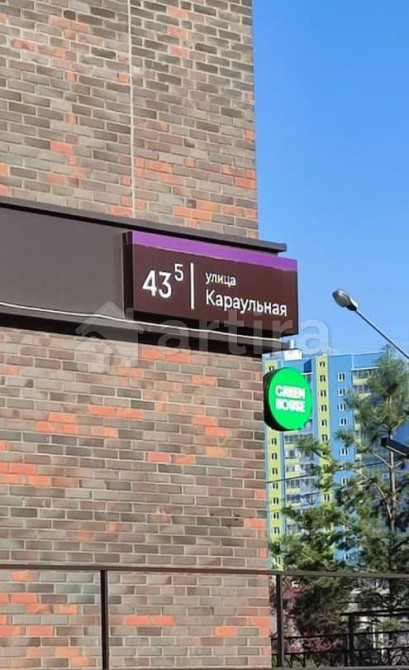 43⁵
улица
Караульная
artira
GREEN
HOUSE